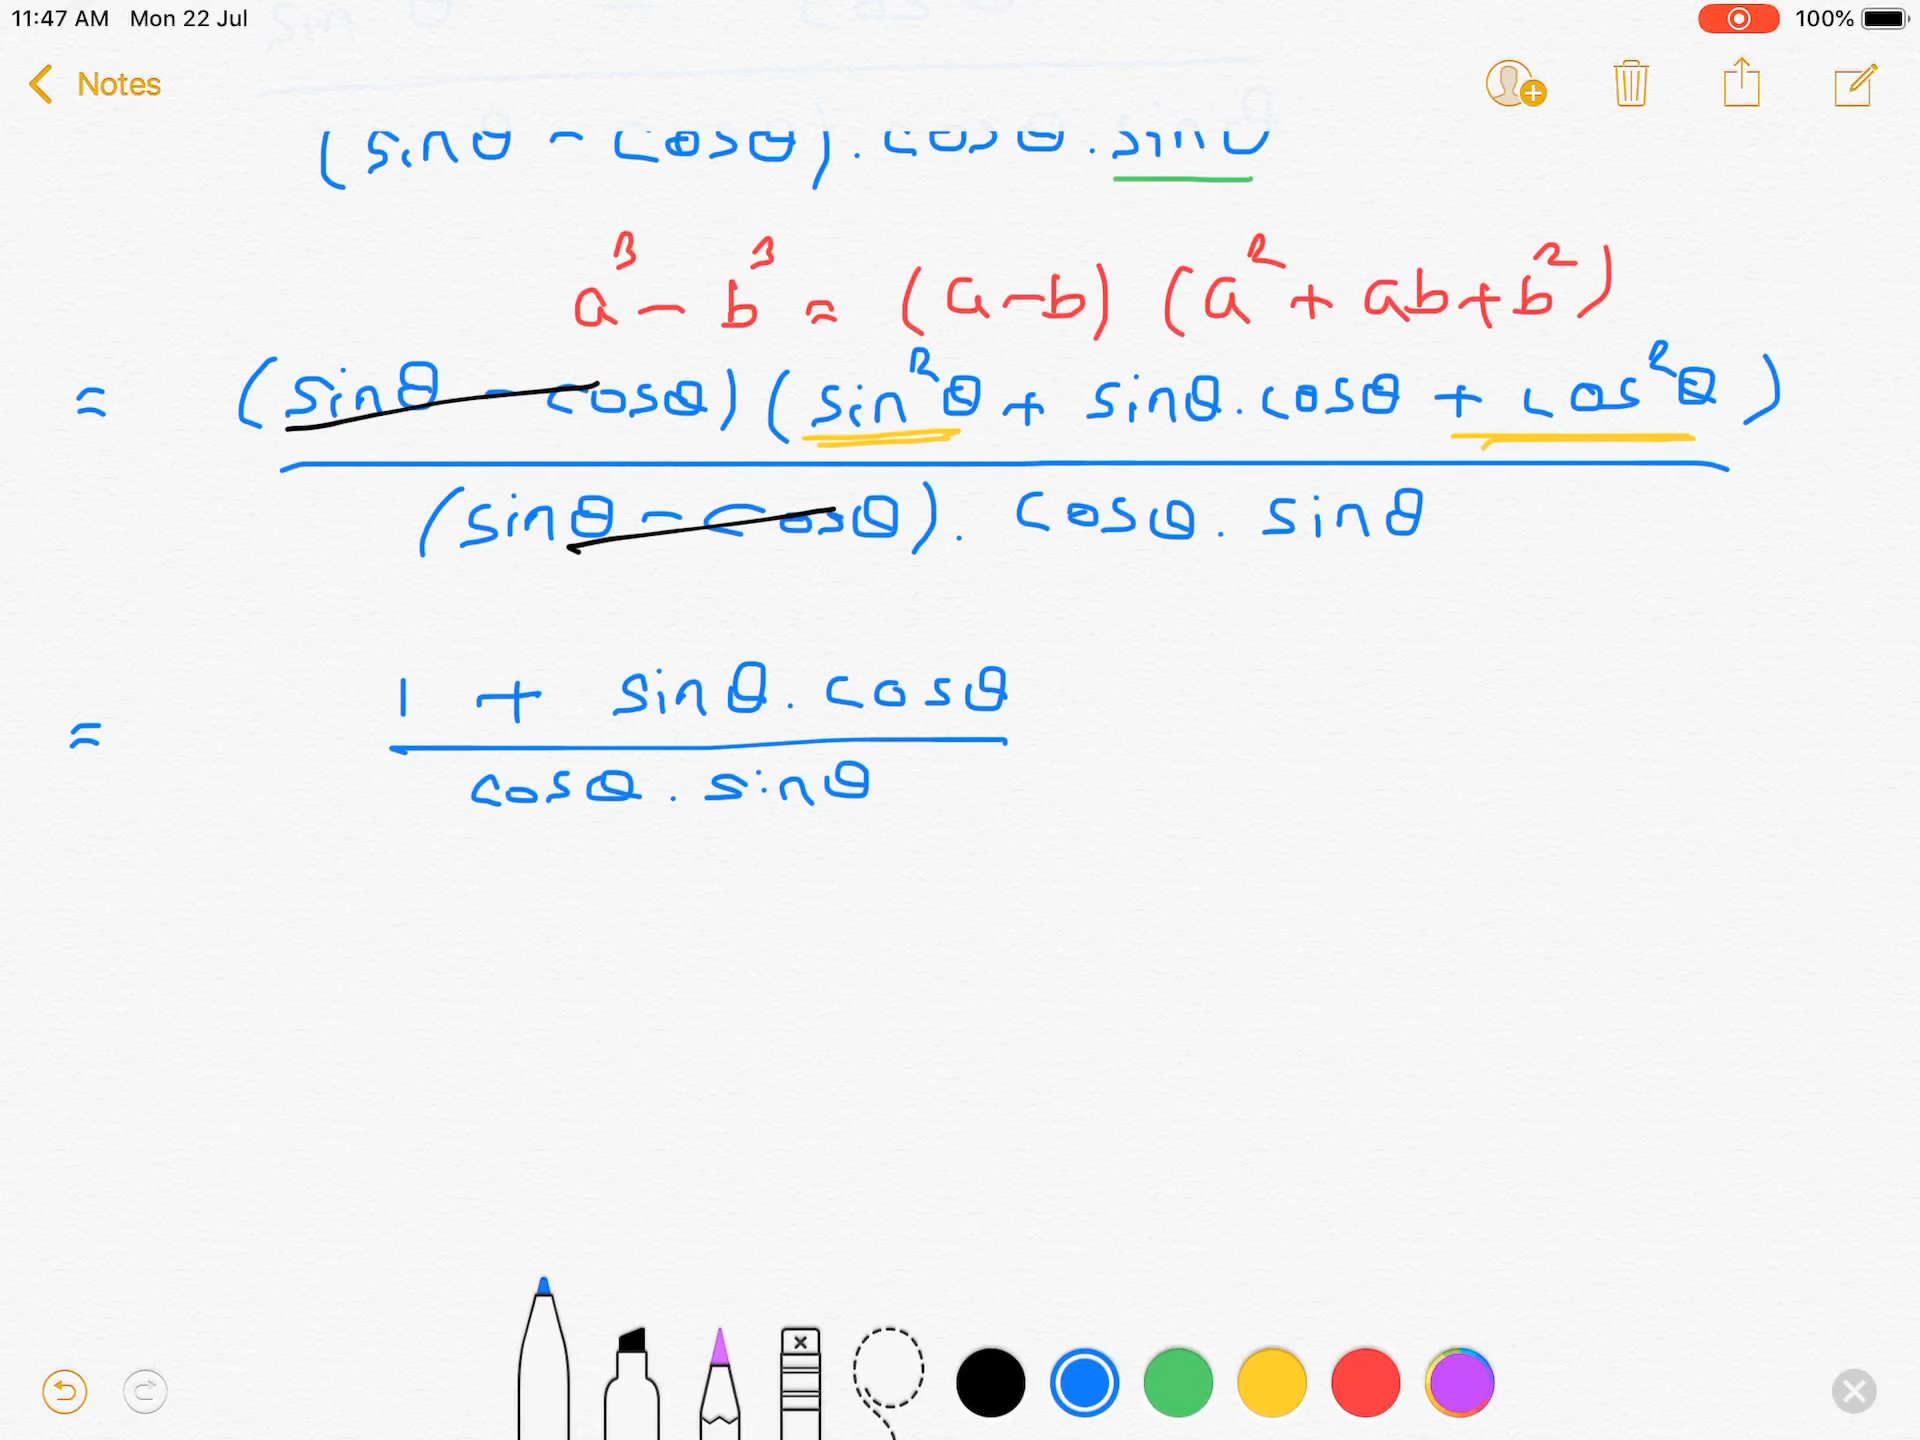 11:47 AM Mon 22 Jul 100%
Notes
(sinθ - cosθ). cosθ. sinθ
a³ - b³ = (a-b) (a² + ab + b²)
= (sinθ - cosθ) (sin²θ + sinθ. cosθ + cos²θ)
(sinθ - cosθ). cosθ. sinθ
= 1 + sinθ. cosθ
cosθ. sinθ